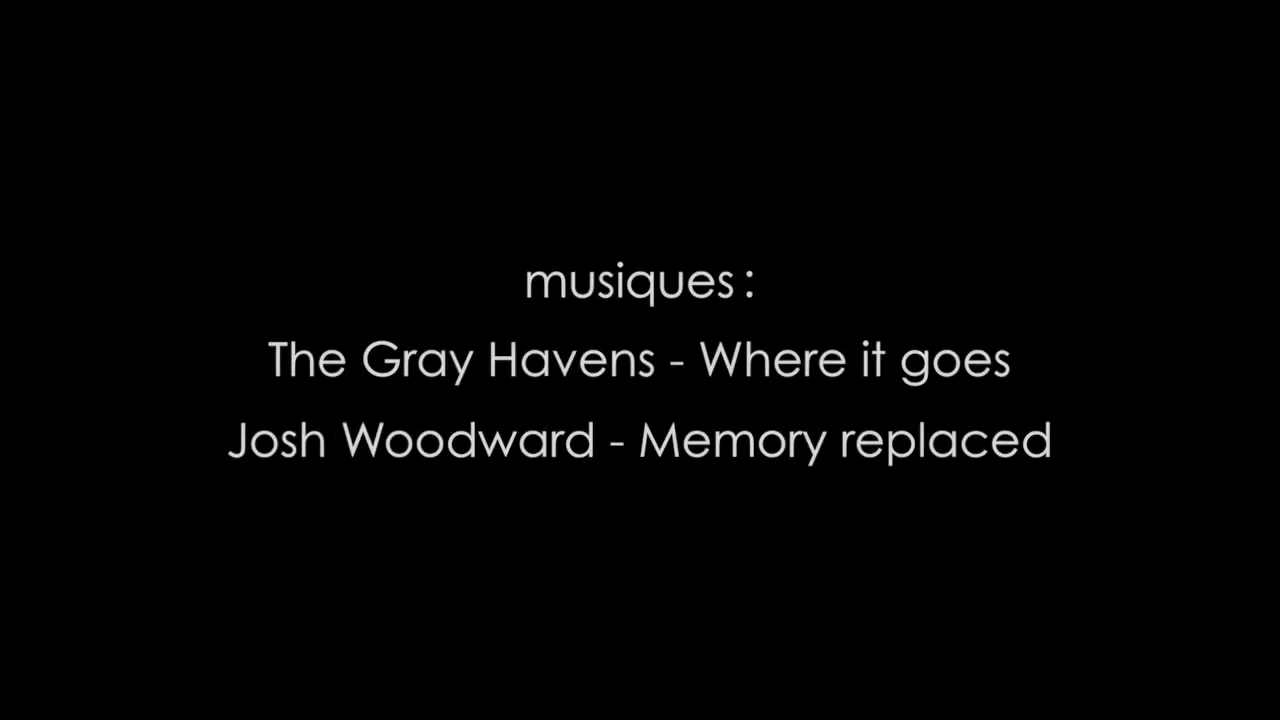 musiques :
The Gray Havens - Where it goes
Josh Woodward - Memory replaced